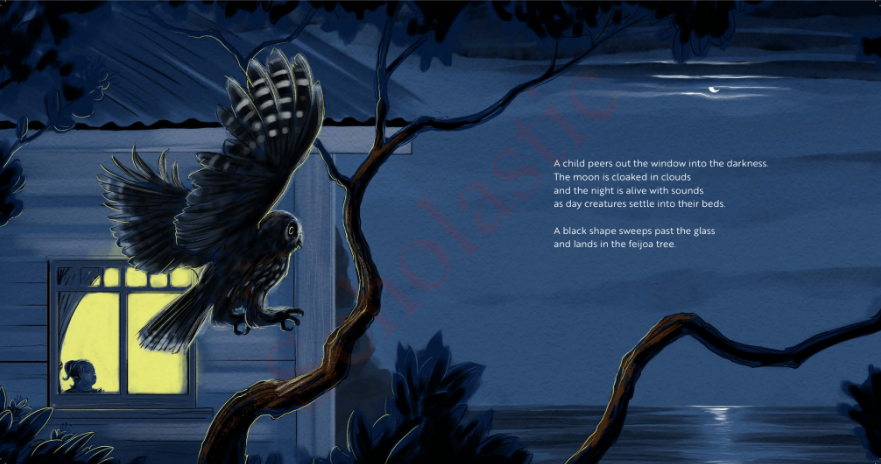 A child peers out the window into the darkness.
The moon is cloaked in clouds
and the night is alive with sounds
as day creatures settle into their beds.
A black shape sweeps past the glass
and lands in the feijoa tree.
Scholastic